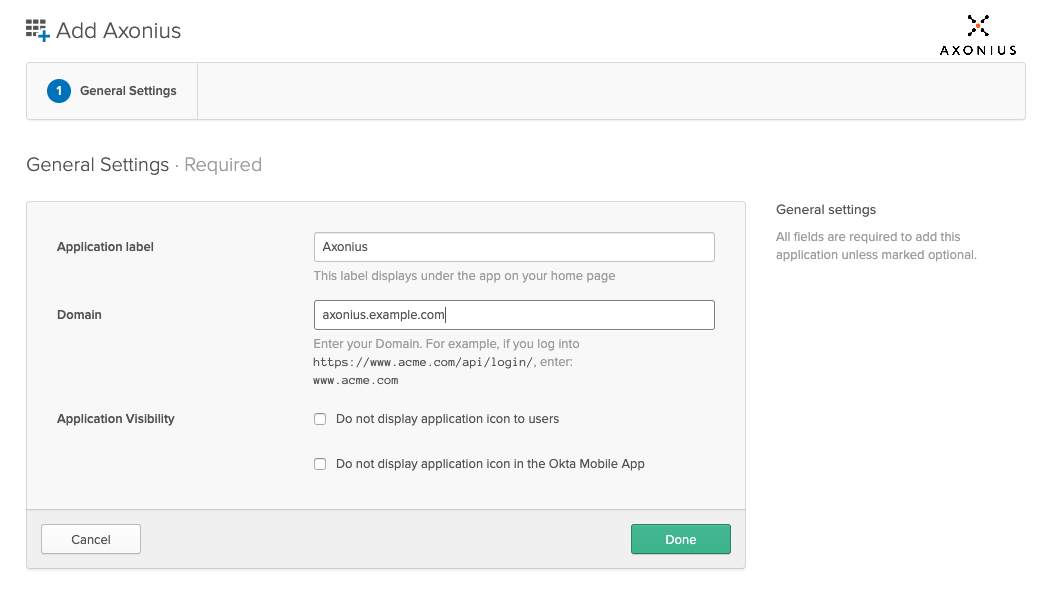 Add Axonius
AXONIUS
1 General Settings
General Settings · Required
Application label
Axonius
This label displays under the app on your home page
Domain
axonius.example.com
Enter your Domain. For example, if you log into
https://www.acme.com/api/login/, enter:
www.acme.com
Application Visibility
Do not display application icon to users
Do not display application icon in the Okta Mobile App
Cancel
Done
General settings
All fields are required to add this
application unless marked optional.